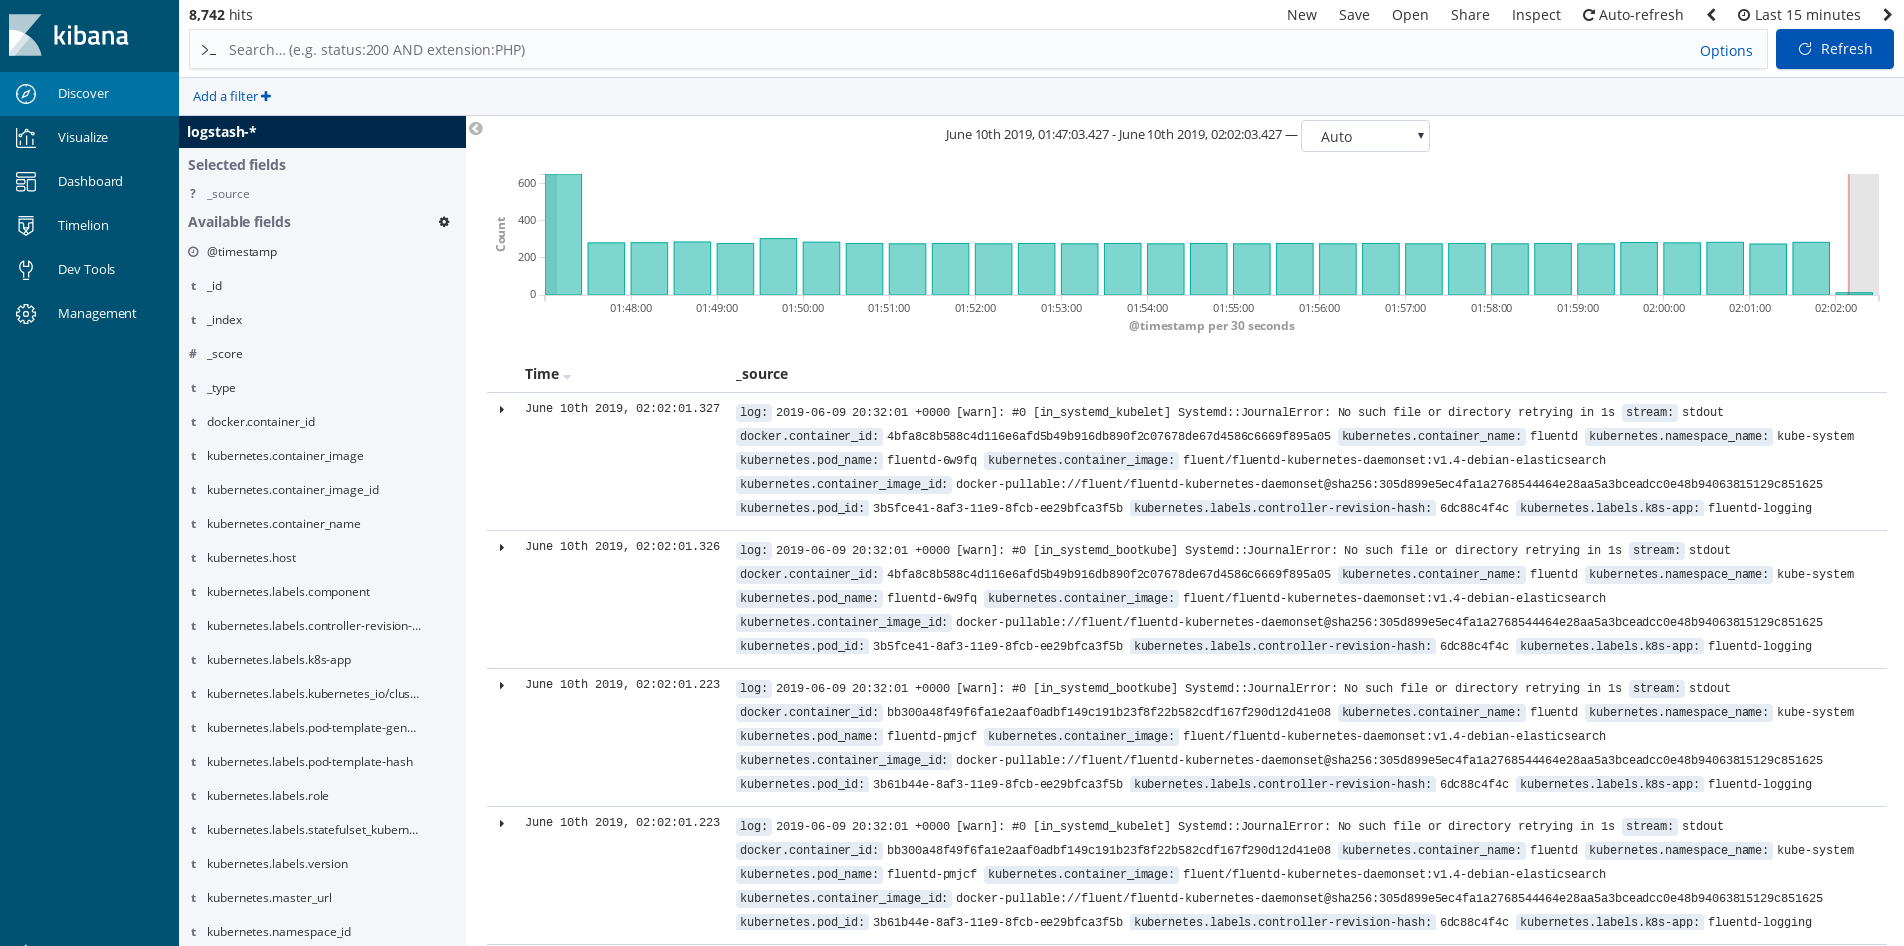 kibana
Discover
Visualize
Dashboard
Timelion
Dev Tools
Management
8,742 hits
New Save Open Share Inspect Auto-refresh Last 15 minutes
>_ Search... (e.g. status:200 AND extension:PHP) Options Refresh
Add a filter +
logstash-*
Selected fields
? _source
Available fields
@timestamp
t _id
t _index
# _score
t _type
t docker.container_id
t kubernetes.container_image
t kubernetes.container_image_id
t kubernetes.container_name
t kubernetes.host
t kubernetes.labels.component
t kubernetes.labels.controller-revision-...
t kubernetes.labels.k8s-app
t kubernetes.labels.kubernetes_io/clus...
t kubernetes.labels.pod-template-gen...
t kubernetes.labels.pod-template-hash
t kubernetes.labels.role
t kubernetes.labels.statefulset_kubern...
t kubernetes.labels.version
t kubernetes.master_url
t kubernetes.namespace_id
June 10th 2019, 01:47:03.427 - June 10th 2019, 02:02:03.427 — Auto
Count
600
400
200
0
01:48:00 01:49:00 01:50:00 01:51:00 01:52:00 01:53:00 01:54:00 01:55:00 01:56:00 01:57:00 01:58:00 01:59:00 02:00:00 02:01:00 02:02:00
@timestamp per 30 seconds
Time _source
June 10th 2019, 02:02:01.327 log: 2019-06-09 20:32:01 +0000 [warn]: #0 [in_systemd_kubelet] Systemd::JournalError: No such file or directory retrying in 1s stream: stdout
docker.container_id: 4bfa8c8b588c4d116e6afd5b49b916db890f2c07678de67d4586c6669f895a05 kubernetes.container_name: fluentd kubernetes.namespace_name: kube-system
kubernetes.pod_name: fluentd-6w9fq kubernetes.container_image: fluent/fluentd-kubernetes-daemonset:v1.4-debian-elasticsearch
kubernetes.container_image_id: docker-pullable://fluent/fluentd-kubernetes-daemonset@sha256:305d899e5ec4fa1a2768544464e28aa5a3bceadcc0e48b94063815129c851625
kubernetes.pod_id: 3b5fce41-8af3-11e9-8fcb-ee29bfca3f5b kubernetes.labels.controller-revision-hash: 6dc88c4f4c kubernetes.labels.k8s-app: fluentd-logging
June 10th 2019, 02:02:01.326 log: 2019-06-09 20:32:01 +0000 [warn]: #0 [in_systemd_bootkube] Systemd::JournalError: No such file or directory retrying in 1s stream: stdout
docker.container_id: 4bfa8c8b588c4d116e6afd5b49b916db890f2c07678de67d4586c6669f895a05 kubernetes.container_name: fluentd kubernetes.namespace_name: kube-system
kubernetes.pod_name: fluentd-6w9fq kubernetes.container_image: fluent/fluentd-kubernetes-daemonset:v1.4-debian-elasticsearch
kubernetes.container_image_id: docker-pullable://fluent/fluentd-kubernetes-daemonset@sha256:305d899e5ec4fa1a2768544464e28aa5a3bceadcc0e48b94063815129c851625
kubernetes.pod_id: 3b5fce41-8af3-11e9-8fcb-ee29bfca3f5b kubernetes.labels.controller-revision-hash: 6dc88c4f4c kubernetes.labels.k8s-app: fluentd-logging
June 10th 2019, 02:02:01.223 log: 2019-06-09 20:32:01 +0000 [warn]: #0 [in_systemd_bootkube] Systemd::JournalError: No such file or directory retrying in 1s stream: stdout
docker.container_id: bb300a48f49f6fa1e2aaf0adbf149c191b23f8f22b582cdf167f290d12d41e08 kubernetes.container_name: fluentd kubernetes.namespace_name: kube-system
kubernetes.pod_name: fluentd-pmjcf kubernetes.container_image: fluent/fluentd-kubernetes-daemonset:v1.4-debian-elasticsearch
kubernetes.container_image_id: docker-pullable://fluent/fluentd-kubernetes-daemonset@sha256:305d899e5ec4fa1a2768544464e28aa5a3bceadcc0e48b94063815129c851625
kubernetes.pod_id: 3b61b44e-8af3-11e9-8fcb-ee29bfca3f5b kubernetes.labels.controller-revision-hash: 6dc88c4f4c kubernetes.labels.k8s-app: fluentd-logging
June 10th 2019, 02:02:01.223 log: 2019-06-09 20:32:01 +0000 [warn]: #0 [in_systemd_kubelet] Systemd::JournalError: No such file or directory retrying in 1s stream: stdout
docker.container_id: bb300a48f49f6fa1e2aaf0adbf149c191b23f8f22b582cdf167f290d12d41e08 kubernetes.container_name: fluentd kubernetes.namespace_name: kube-system
kubernetes.pod_name: fluentd-pmjcf kubernetes.container_image: fluent/fluentd-kubernetes-daemonset:v1.4-debian-elasticsearch
kubernetes.container_image_id: docker-pullable://fluent/fluentd-kubernetes-daemonset@sha256:305d899e5ec4fa1a2768544464e28aa5a3bceadcc0e48b94063815129c851625
kubernetes.pod_id: 3b61b44e-8af3-11e9-8fcb-ee29bfca3f5b kubernetes.labels.controller-revision-hash: 6dc88c4f4c kubernetes.labels.k8s-app: fluentd-logging